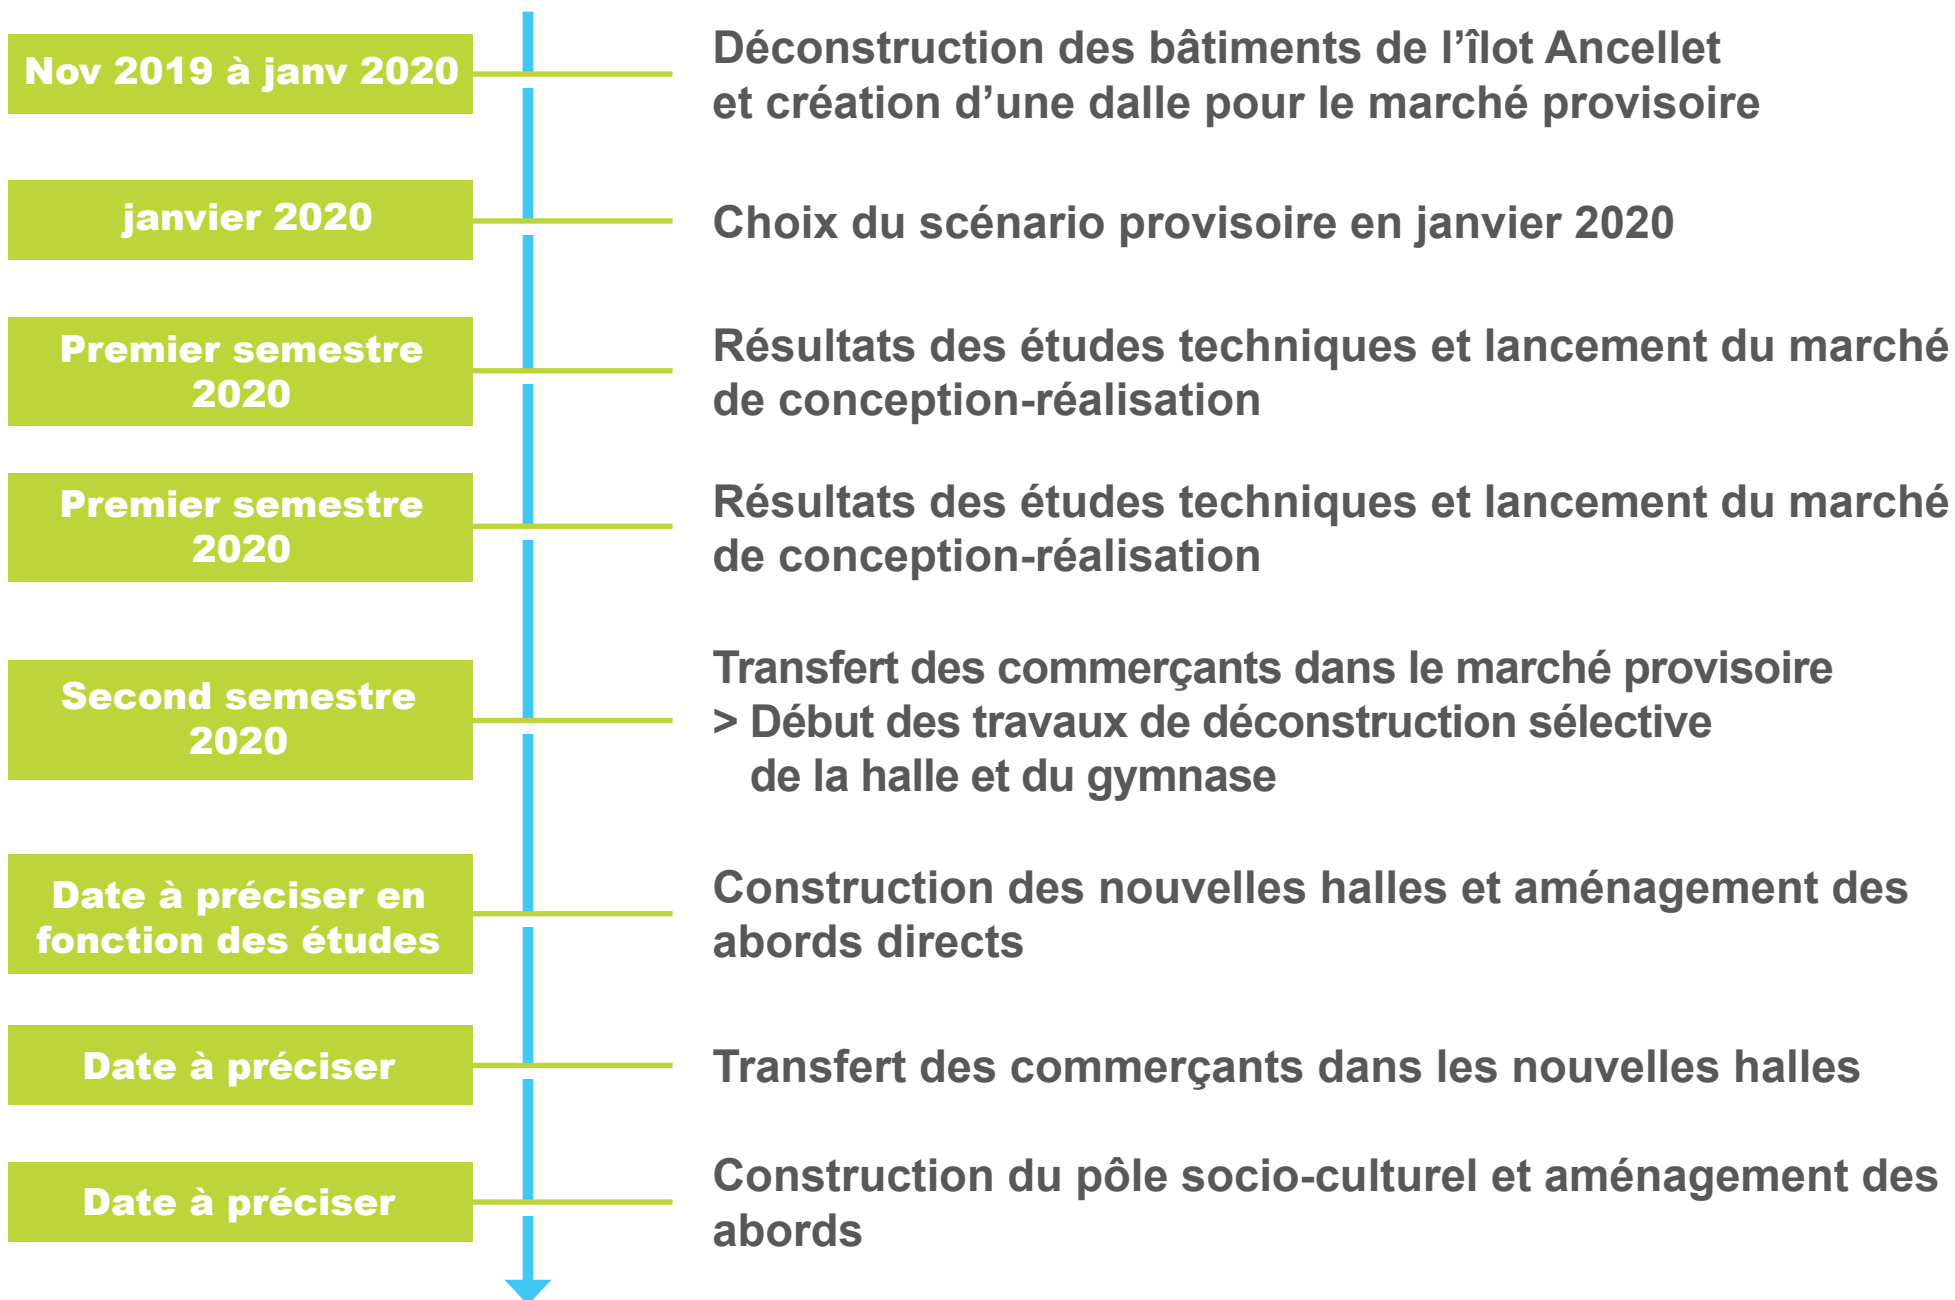 Nov 2019 à janv 2020
Déconstruction des bâtiments de l’îlot Ancellet
et création d’une dalle pour le marché provisoire
janvier 2020
Choix du scénario provisoire en janvier 2020
Premier semestre
2020
Résultats des études techniques et lancement du marché
de conception-réalisation
Premier semestre
2020
Résultats des études techniques et lancement du marché
de conception-réalisation
Second semestre
2020
Transfert des commerçants dans le marché provisoire
> Début des travaux de déconstruction sélective
de la halle et du gymnase
Date à préciser en
fonction des études
Construction des nouvelles halles et aménagement des
abords directs
Date à préciser
Transfert des commerçants dans les nouvelles halles
Date à préciser
Construction du pôle socio-culturel et aménagement des
abords